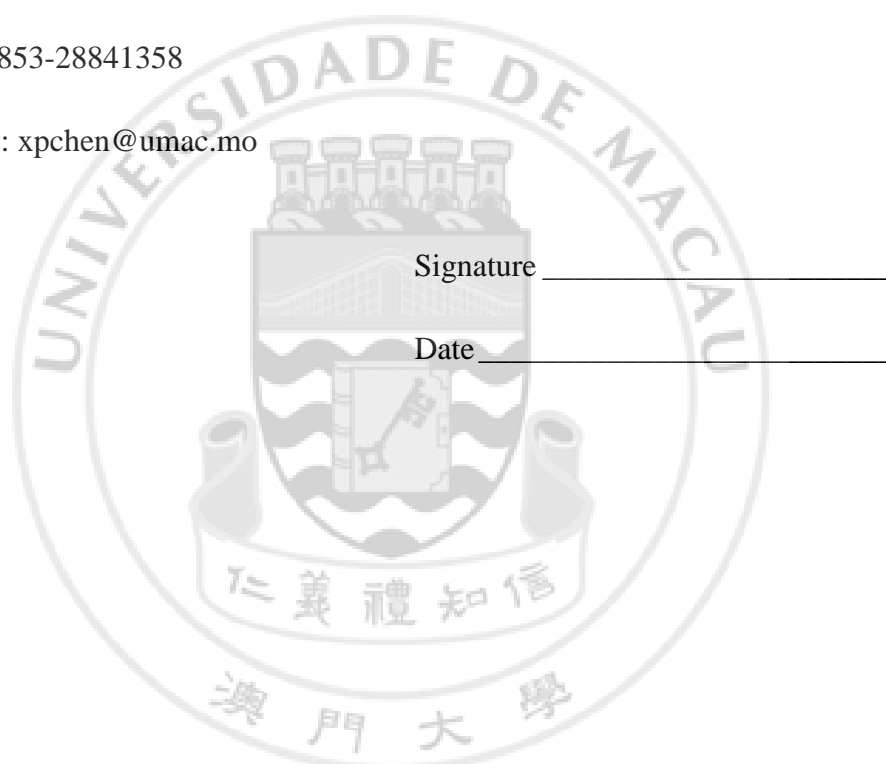 853-28841358
: xpchen@umac.mo
Signature
Date
UNIVERSIDADE DE MACAU
仁義禮知信
澳門大學